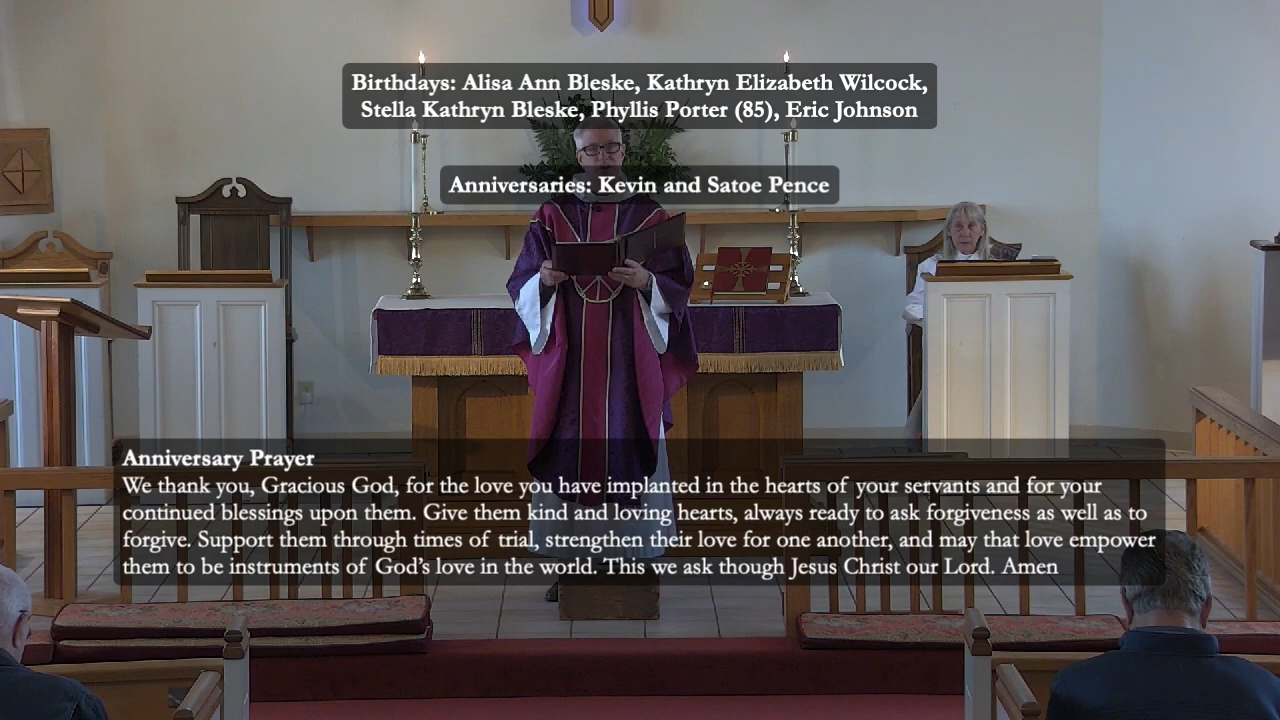 Birthdays: Alisa Ann Bleske, Kathryn Elizabeth Wilcock,
Stella Kathryn Bleske, Phyllis Porter (85), Eric Johnson
Anniversaries: Kevin and Satoe Pence
Anniversary Prayer
We thank you, Gracious God, for the love you have implanted in the hearts of your servants and for your
continued blessings upon them. Give them kind and loving hearts, always ready to ask forgiveness as well as to
forgive. Support them through times of trial, strengthen their love for one another, and may that love empower
them to be instruments of God's love in the world. This we ask though Jesus Christ our Lord. Amen